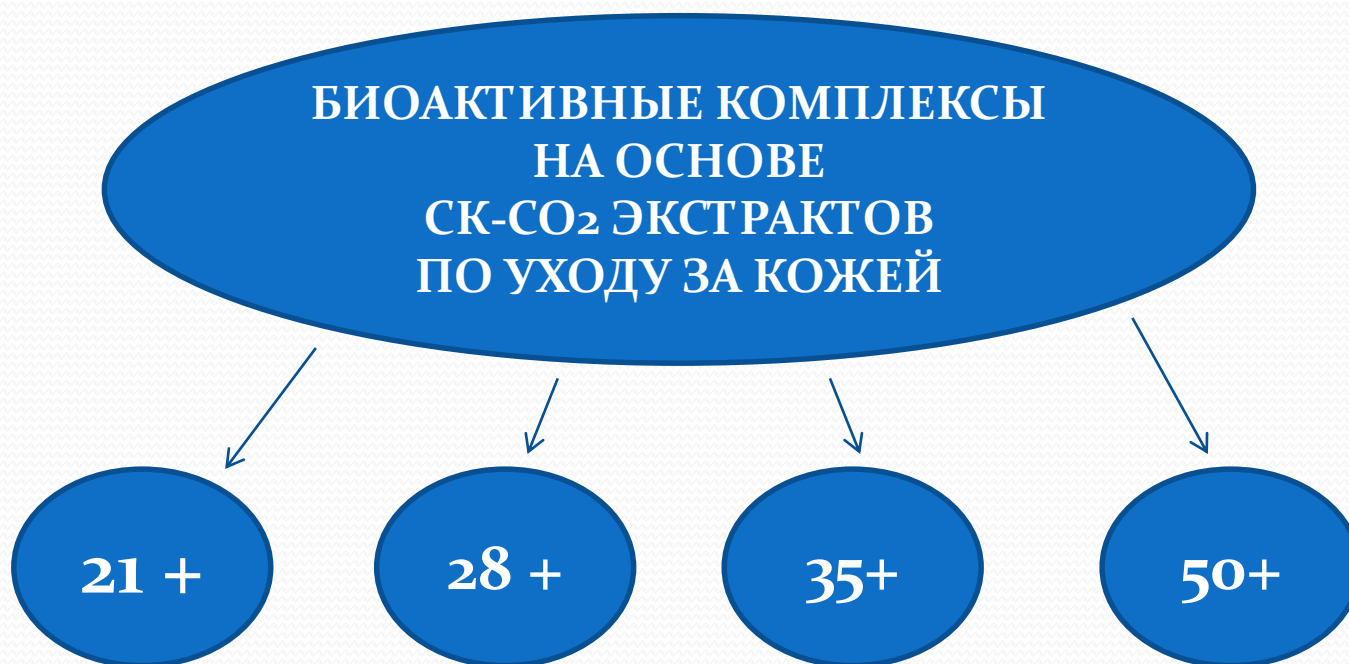 БИОАКТИВНЫЕ КОМПЛЕКСЫ
НА ОСНОВЕ
СК-СО2 ЭКСТРАКТОВ
ПО УХОДУ ЗА КОЖЕЙ
21 +
28 +
35+
50+